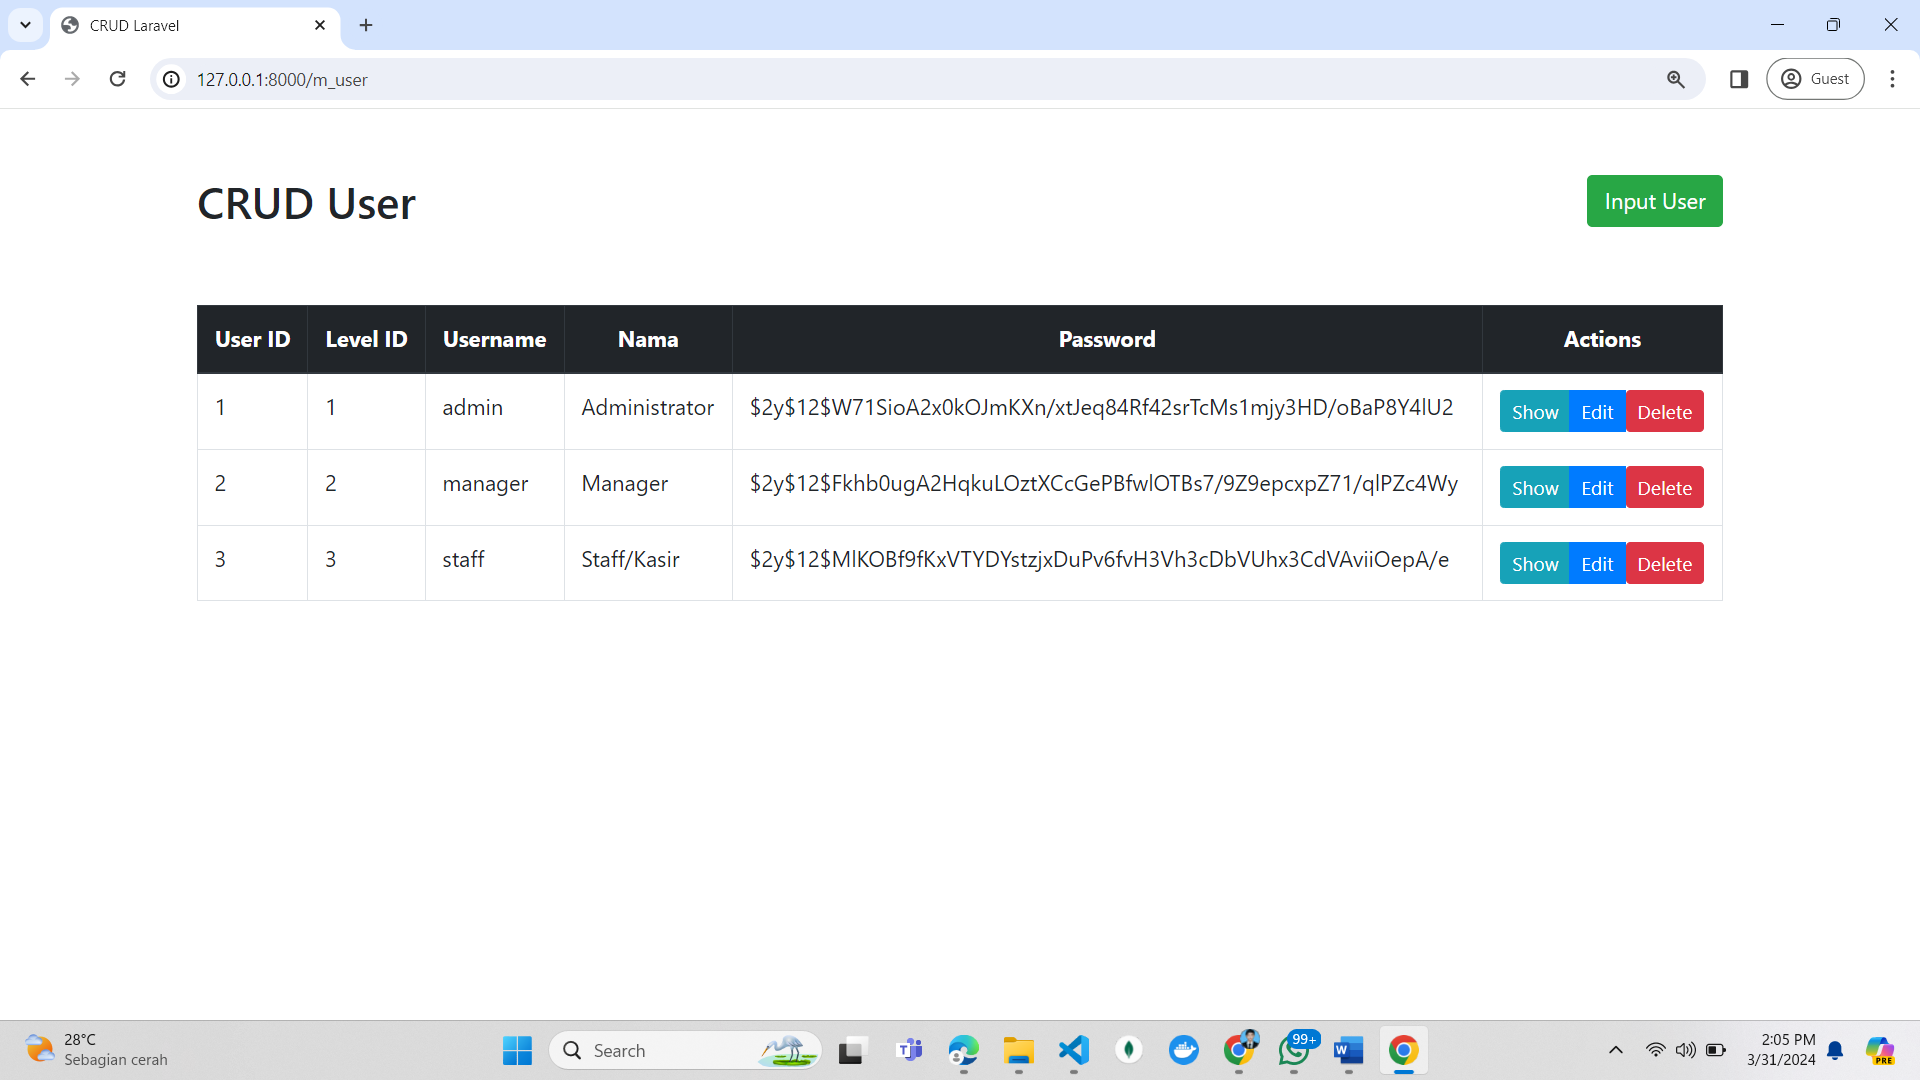 CRUD Laravel
127.0.0.1:8000/m_user
Guest
CRUD User
Input User
User ID Level ID Username Nama Password Actions
1 1 admin Administrator $2y$12$W71SioA2x0kOJmKXn/xtJeq84Rf42srTcMs1mjy3HD/oBaP8Y4lU2 Show Edit Delete
2 2 manager Manager $2y$12$Fkhb0ugA2HqkuLOztXCcGePBfwlOTBs7/9Z9epcxpZ71/qlPZc4Wy Show Edit Delete
3 3 staff Staff/Kasir $2y$12$MlKOBf9fKxVTYDYstzjxDuPv6fvH3Vh3cDbVUhx3CdVAviiOepA/e Show Edit Delete
28°C
Sebagian cerah
Search
99+
2:05 PM
3/31/2024
PRE